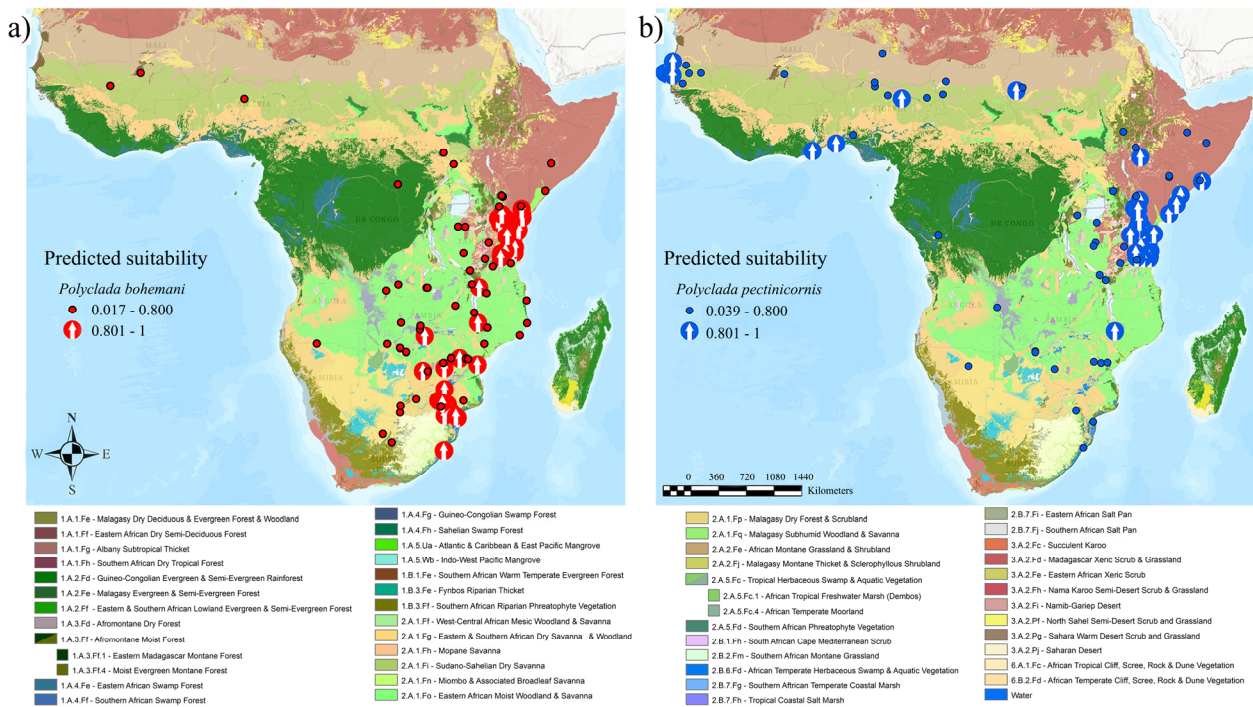 a)
b)
MALI
CHAD
DR CONGO
DR CONGO
ANGOLA
ZAMBIA
NAMIBIA
NAMIBIA
Predicted suitability
Polyclada bohemani
0.017 - 0.800
0.801 - 1
Predicted suitability
Polyclada pectinicornis
0.039 - 0.800
0.801 - 1
N
W E
S
0 360 720 1080 1440
Kilometers
1.A.1.Fe - Malagasy Dry Deciduous & Evergreen Forest & Woodland
1.A.1.Ff - Eastern African Dry Semi-Deciduous Forest
1.A.1.Fg - Albany Subtropical Thicket
1.A.1.Fh - Southern African Dry Tropical Forest
1.A.2.Fd - Guineo-Congolian Evergreen & Semi-Evergreen Rainforest
1.A.2.Fe - Malagasy Evergreen & Semi-Evergreen Forest
1.A.2.Ff - Eastern & Southern African Lowland Evergreen & Semi-Evergreen Forest
1.A.3.Fd - Afromontane Dry Forest
1.A.3.Ff - Afromontane Moist Forest
1.A.3.Ff.1 - Eastern Madagascar Montane Forest
1.A.3.Ff.4 - Moist Evergreen Montane Forest
1.A.4.Fe - Eastern African Swamp Forest
1.A.4.Ff - Southern African Swamp Forest
1.A.4.Fg - Guineo-Congolian Swamp Forest
1.A.4.Fh - Sahelian Swamp Forest
1.A.5.Ua - Atlantic & Caribbean & East Pacific Mangrove
1.A.5.Wb - Indo-West Pacific Mangrove
1.B.1.Fe - Southern African Warm Temperate Evergreen Forest
1.B.3.Fe - Fynbos Riparian Thicket
1.B.3.Ff - Southern African Riparian Phreatophyte Vegetation
2.A.1.Ff - West-Central African Mesic Woodland & Savanna
2.A.1.Fg - Eastern & Southern African Dry Savanna & Woodland
2.A.1.Fh - Mopane Savanna
2.A.1.Fi - Sudano-Sahelian Dry Savanna
2.A.1.Fn - Miombo & Associated Broadleaf Savanna
2.A.1.Fo - Eastern African Moist Woodland & Savanna
2.A.1.Fp - Malagasy Dry Forest & Scrubland
2.A.1.Fq - Malagasy Subhumid Woodland & Savanna
2.A.2.Fe - African Montane Grassland & Shrubland
2.A.2.Fj - Malagasy Montane Thicket & Sclerophyllous Shrubland
2.A.5.Fc - Tropical Herbaceous Swamp & Aquatic Vegetation
2.A.5.Fc.1 - African Tropical Freshwater Marsh (Dembos)
2.A.5.Fc.4 - African Temperate Moorland
2.A.5.Fd - Southern African Phreatophyte Vegetation
2.B.1.Fh - South African Cape Mediterranean Scrub
2.B.2.Fm - Southern African Montane Grassland
2.B.6.Fd - African Temperate Herbaceous Swamp & Aquatic Vegetation
2.B.7.Fg - Southern African Temperate Coastal Marsh
2.B.7.Fh - Tropical Coastal Salt Marsh
2.B.7.Fi - Eastern African Salt Pan
2.B.7.Fj - Southern African Salt Pan
3.A.2.Fc - Succulent Karoo
3.A.2.Fd - Madagascar Xeric Scrub & Grassland
3.A.2.Fe - Eastern African Xeric Scrub
3.A.2.Fh - Nama Karoo Semi-Desert Scrub & Grassland
3.A.2.Fi - Namib-Gariep Desert
3.A.2.Pf - North Sahel Semi-Desert Scrub and Grassland
3.A.2.Pg - Sahara Warm Desert Scrub and Grassland
3.A.2.Pj - Saharan Desert
6.A.1.Fc - African Tropical Cliff, Scree, Rock & Dune Vegetation
6.B.2.Fd - African Temperate Cliff, Scree, Rock & Dune Vegetation
Water